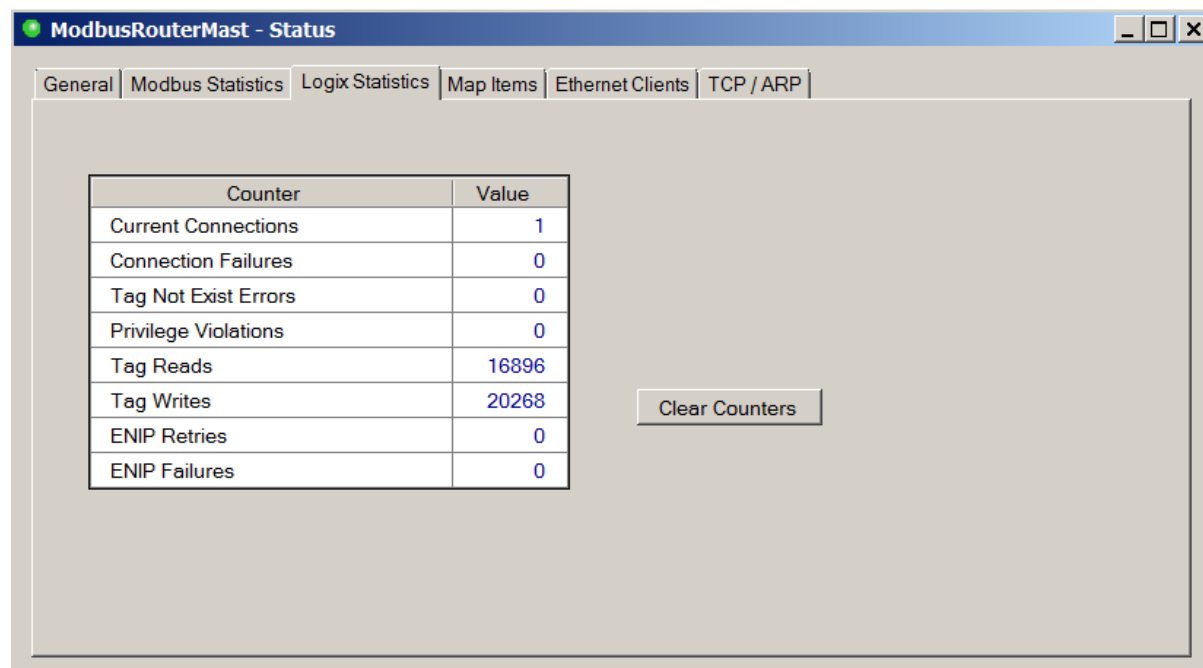 ModbusRouterMast - Status
General Modbus Statistics Logix Statistics Map Items Ethernet Clients TCP / ARP
Counter Value
Current Connections 1
Connection Failures 0
Tag Not Exist Errors 0
Privilege Violations 0
Tag Reads 16896
Tag Writes 20268
Clear Counters
ENIP Retries 0
ENIP Failures 0